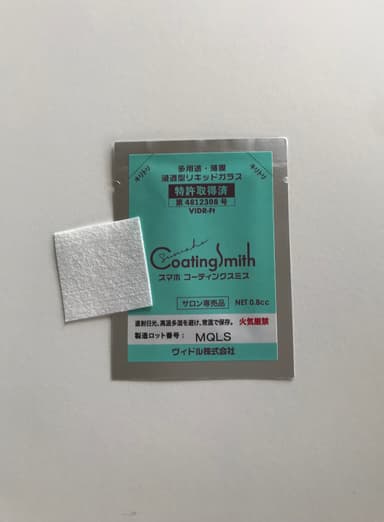 キリトリ
キリトリ
多用途・薄膜
浸透型リキッドガラス
特許取得済
第4812308号
VIDR-Ft
Sumaho
CoatingSmith
スマホ コーティングスミス
サロン専売品 NET 0.8cc
直射日光、高温多湿を避け、常温で保存。 火気厳禁
製造ロット番号: MQLS
ヴィドル株式会社